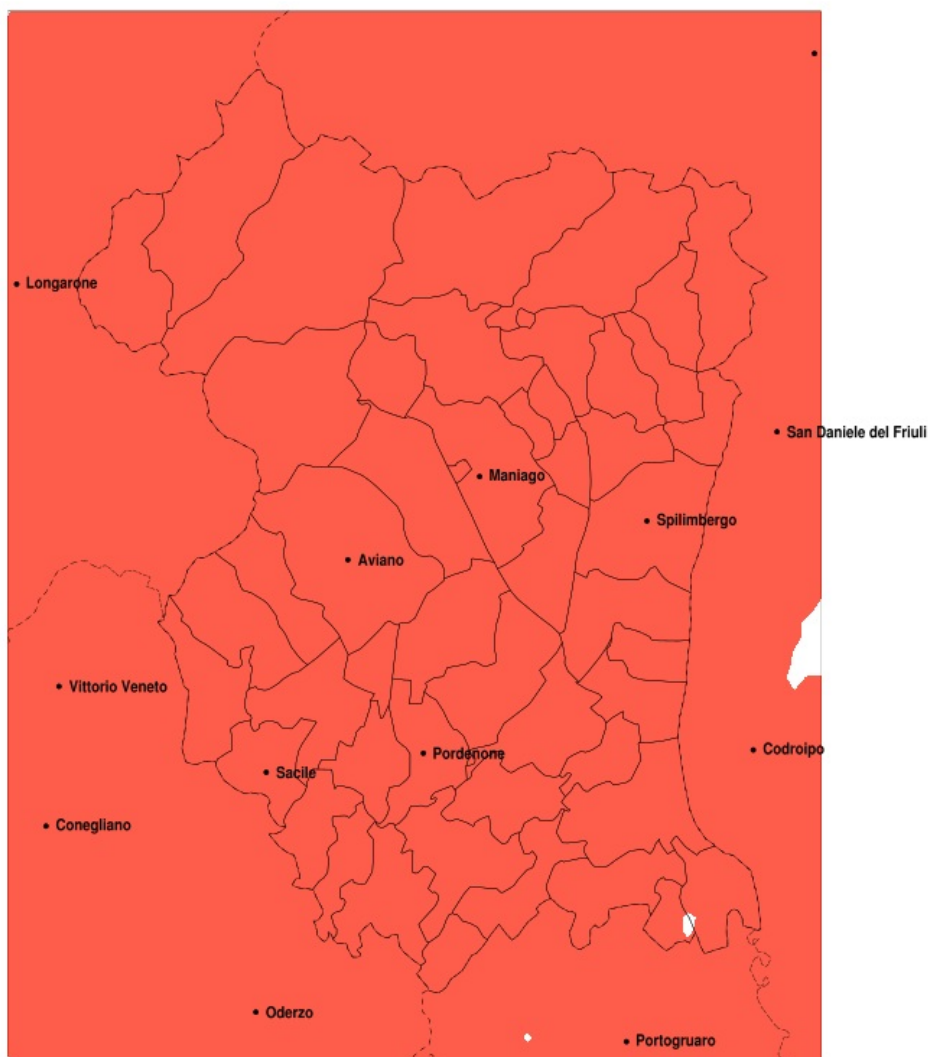 Longarone
San Daniele del Friuli
Maniago
Spilimbergo
Aviano
Vittorio Veneto
Pordenone
Codroipo
Sacile
Conegliano
Oderzo
Portogruaro